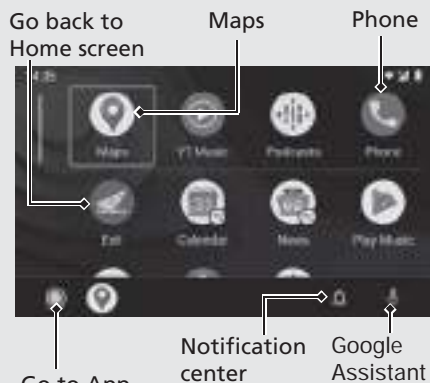 Go back to
Home screen
Maps
Phone
Maps
YT Music
Podcasts
Phone
Exit
Calendar
News
Play Music
Go to App
Notification
center
Google
Assistant